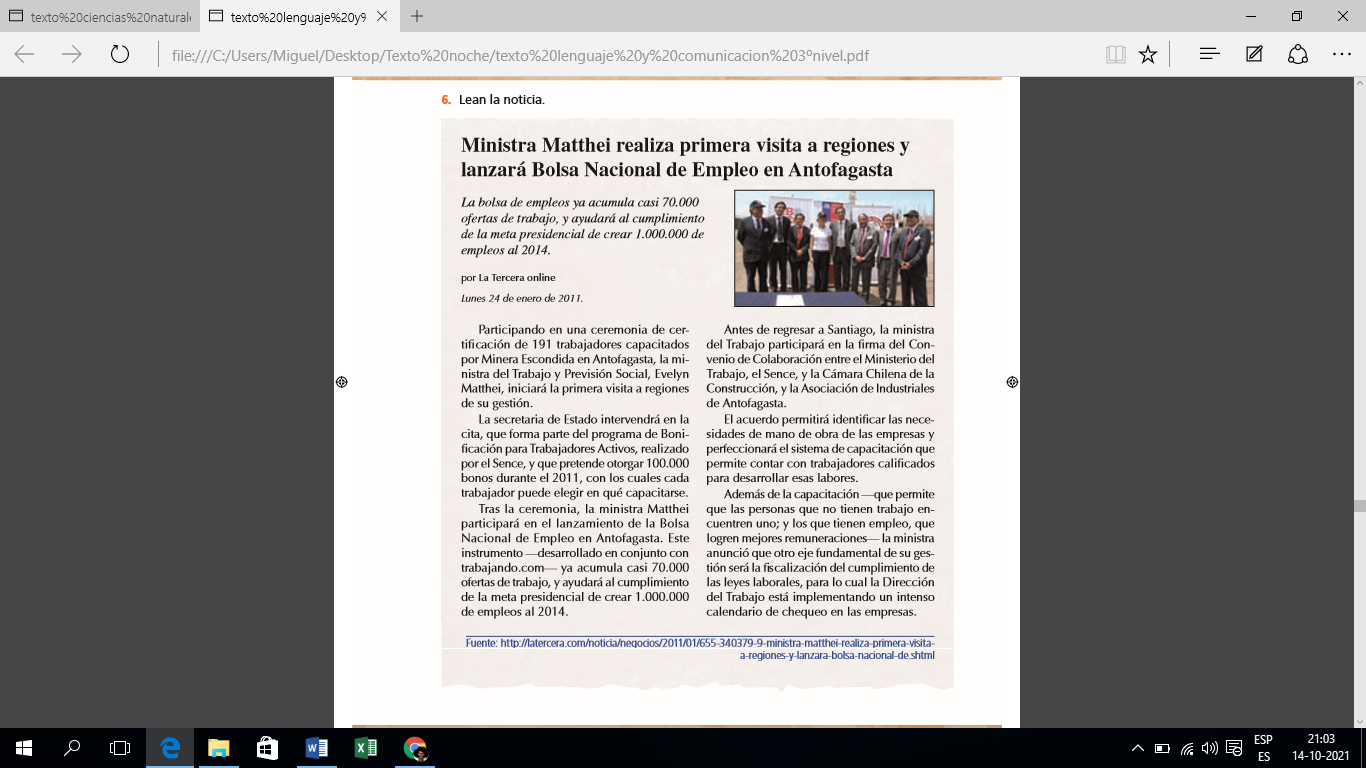 texto%20ciencias%20natural
texto%20lenguaje%20y9
file:///C:/Users/Miguel/Desktop/Texto%20noche/texto%20lenguaje%20y%20comunicacion%203ºnivel.pdf
6. Lean la noticia.
Ministra Matthei realiza primera visita a regiones y
lanzará Bolsa Nacional de Empleo en Antofagasta
La bolsa de empleos ya acumula casi 70.000
ofertas de trabajo, y ayudará al cumplimiento
de la meta presidencial de crear 1.000.000 de
empleos al 2014.
por La Tercera online
Lunes 24 de enero de 2011.
Participando en una ceremonia de cer-
tificación de 191 trabajadores capacitados
por Minera Escondida en Antofagasta, la mi-
nistra del Trabajo y Previsión Social, Evelyn
Matthei, iniciará la primera visita a regiones
de su gestión.
La secretaria de Estado intervendrá en la
cita, que forma parte del programa de Boni-
ficación para Trabajadores Activos, realizado
por el Sence, y que pretende otorgar 100.000
bonos durante el 2011, con los cuales cada
trabajador puede elegir en qué capacitarse.
Tras la ceremonia, la ministra Matthei
participará en el lanzamiento de la Bolsa
Nacional de Empleo en Antofagasta. Este
instrumento —desarrollado en conjunto con
trabajando.com— ya acumula casi 70.000
ofertas de trabajo, y ayudará al cumplimiento
de la meta presidencial de crear 1.000.000
de empleos al 2014.
Antes de regresar a Santiago, la ministra
del Trabajo participará en la firma del Con-
venio de Colaboración entre el Ministerio del
Trabajo, el Sence, y la Cámara Chilena de la
Construcción, y la Asociación de Industriales
de Antofagasta.
El acuerdo permitirá identificar las nece-
sidades de mano de obra de las empresas y
perfeccionará el sistema de capacitación que
permite contar con trabajadores calificados
para desarrollar esas labores.
Además de la capacitación —que permite
que las personas que no tienen trabajo en-
cuentren uno; y los que tienen empleo, que
logren mejores remuneraciones— la ministra
anunció que otro eje fundamental de su ges-
tión será la fiscalización del cumplimiento de
las leyes laborales, para lo cual la Dirección
del Trabajo está implementando un intenso
calendario de chequeo en las empresas.
Fuente: http://latercera.com/noticia/negocios/2011/01/655-340379-9-ministra-matthei-realiza-primera-visita-
a-regiones-y-lanzara-bolsa-nacional-de.shtml
ESP
ES
21:03
14-10-2021